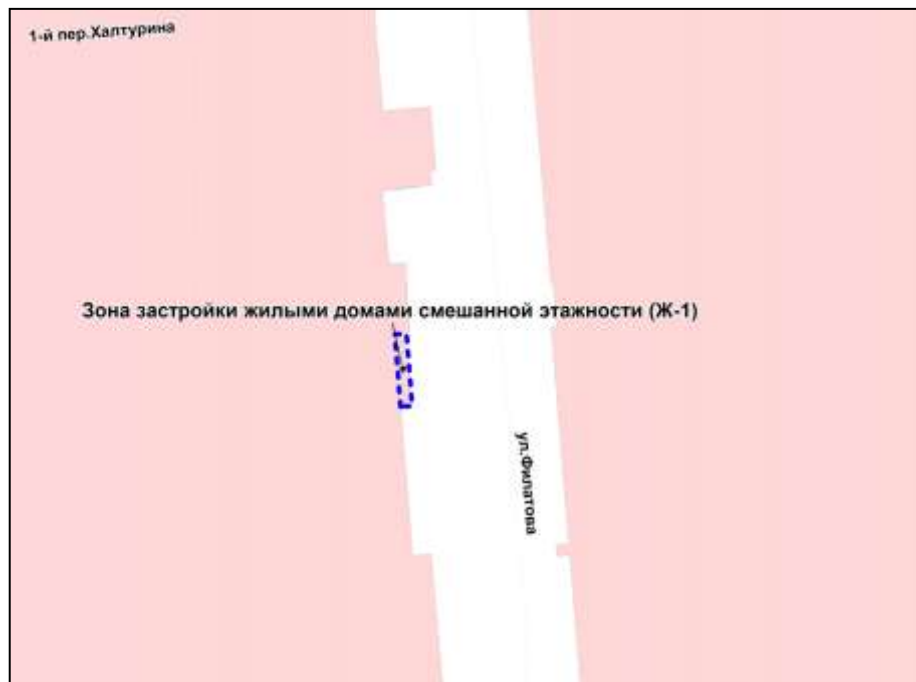 1-й пер.Халтурина
Зона застройки жилыми домами смешанной этажности (Ж-1)
ул.Филатова